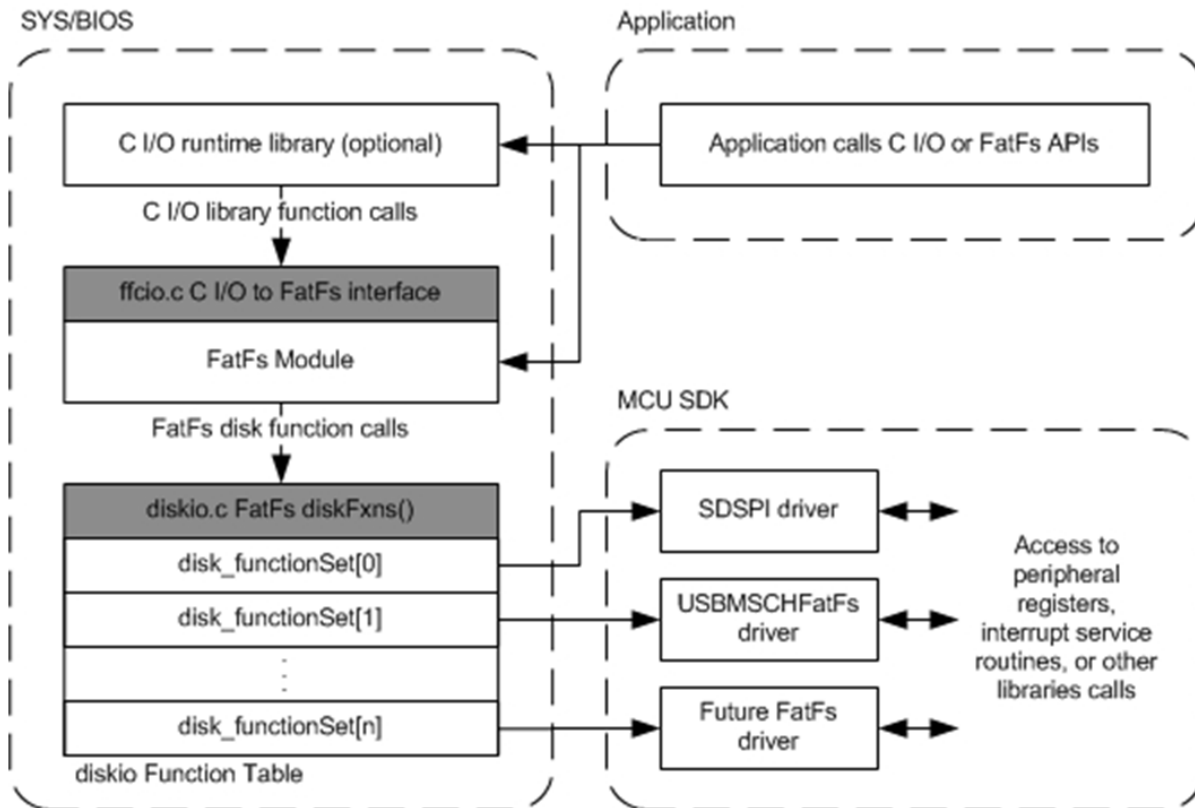 SYS/BIOS
C I/O runtime library (optional)
C I/O library function calls
ffcio.c C I/O to FatFs interface
FatFs Module
FatFs disk function calls
diskio.c FatFs diskFxns()
disk_functionSet[0]
disk_functionSet[1]
disk_functionSet[n]
diskio Function Table
Application
Application calls C I/O or FatFs APIs
MCU SDK
SDSPI driver
USBMSCHFatFs
driver
Future FatFs
driver
Access to
peripheral
registers,
interrupt service
routines, or other
libraries calls